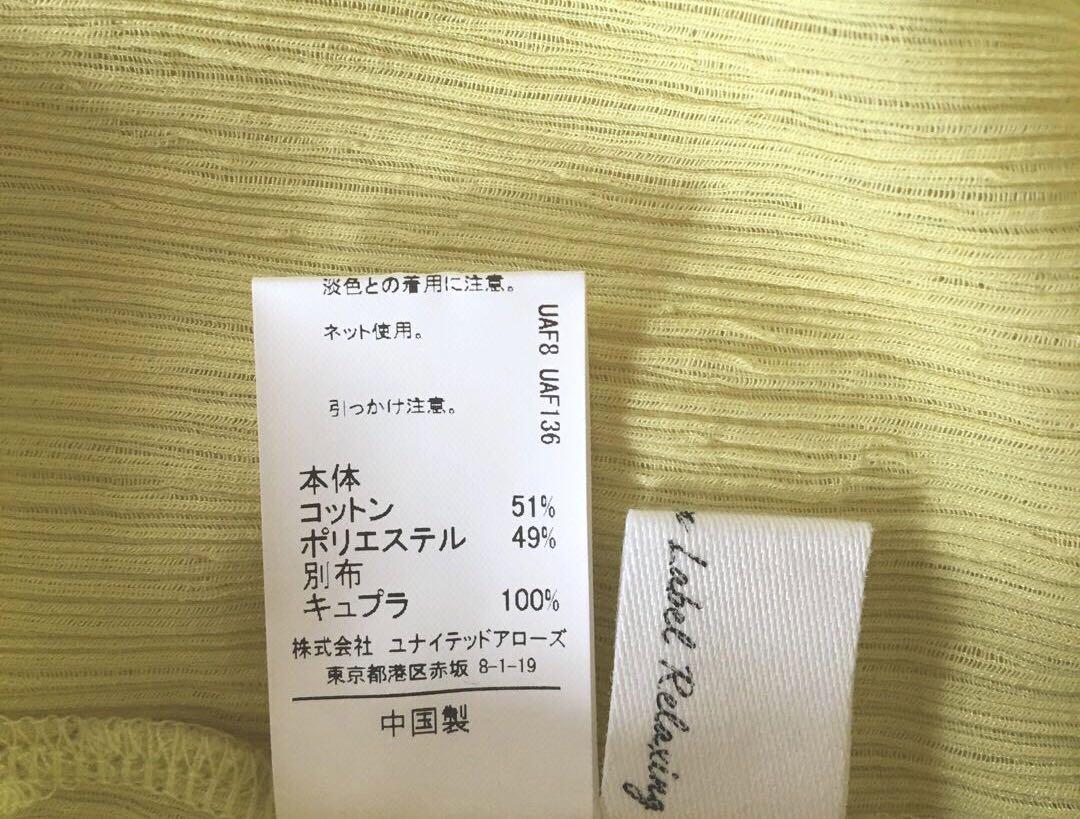 淡色との着用に注意。
ネット使用。
引っかけ注意。
UAF8 UAF136
本体
コットン 51%
ポリエステル 49%
別布
キュプラ 100%
株式会社 ユナイテッドアローズ
東京都港区赤坂 8-1-19
中国製
Label Relaxing